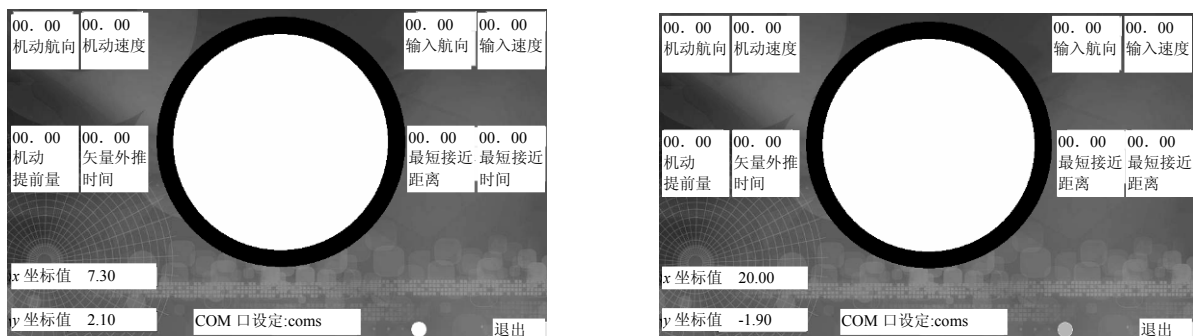 00. 00 00. 00
机动航向 机动速度
00. 00 00. 00
输入航向 输入速度
00. 00 00. 00
机动 矢量外推
提前量 时间
00. 00 00. 00
最短接近 最短接近
距离 时间
x 坐标值 7.30
y 坐标值 2.10
COM 口设定:coms
退出
00. 00 00. 00
机动航向 机动速度
00. 00 00. 00
输入航向 输入速度
00. 00 00. 00
机动 矢量外推
提前量 时间
00. 00 00. 00
最短接近 最短接近
距离 距离
x 坐标值 20.00
y 坐标值 -1.90
COM 口设定:coms
退出